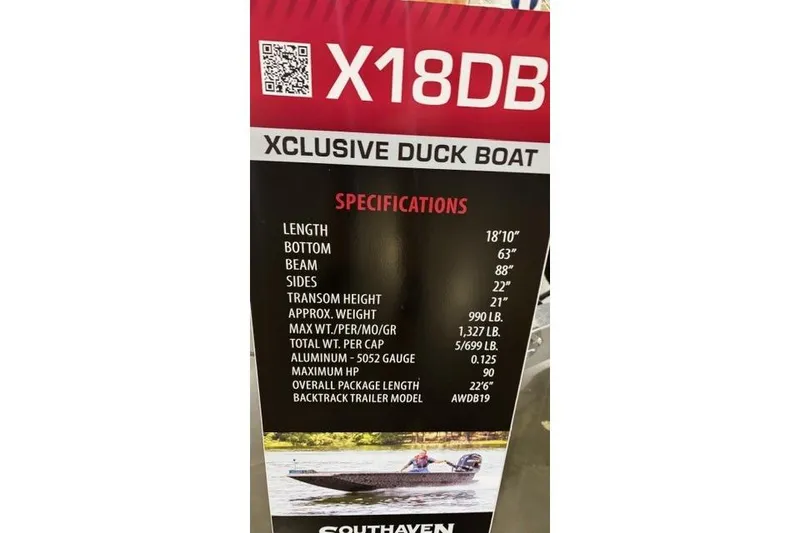 X18DB
XCLUSIVE DUCK BOAT
SPECIFICATIONS
LENGTH 18'10"
BOTTOM 63"
BEAM 88"
SIDES 22"
TRANSOM HEIGHT 21"
APPROX. WEIGHT 990 LB.
MAX WT./PER/MO/GR 1,327 LB.
TOTAL WT. PER CAP 5/699 LB.
ALUMINUM - 5052 GAUGE 0.125
MAXIMUM HP 90
OVERALL PACKAGE LENGTH 22'6"
BACKTRACK TRAILER MODEL AWDB19
SOUTHAVEN